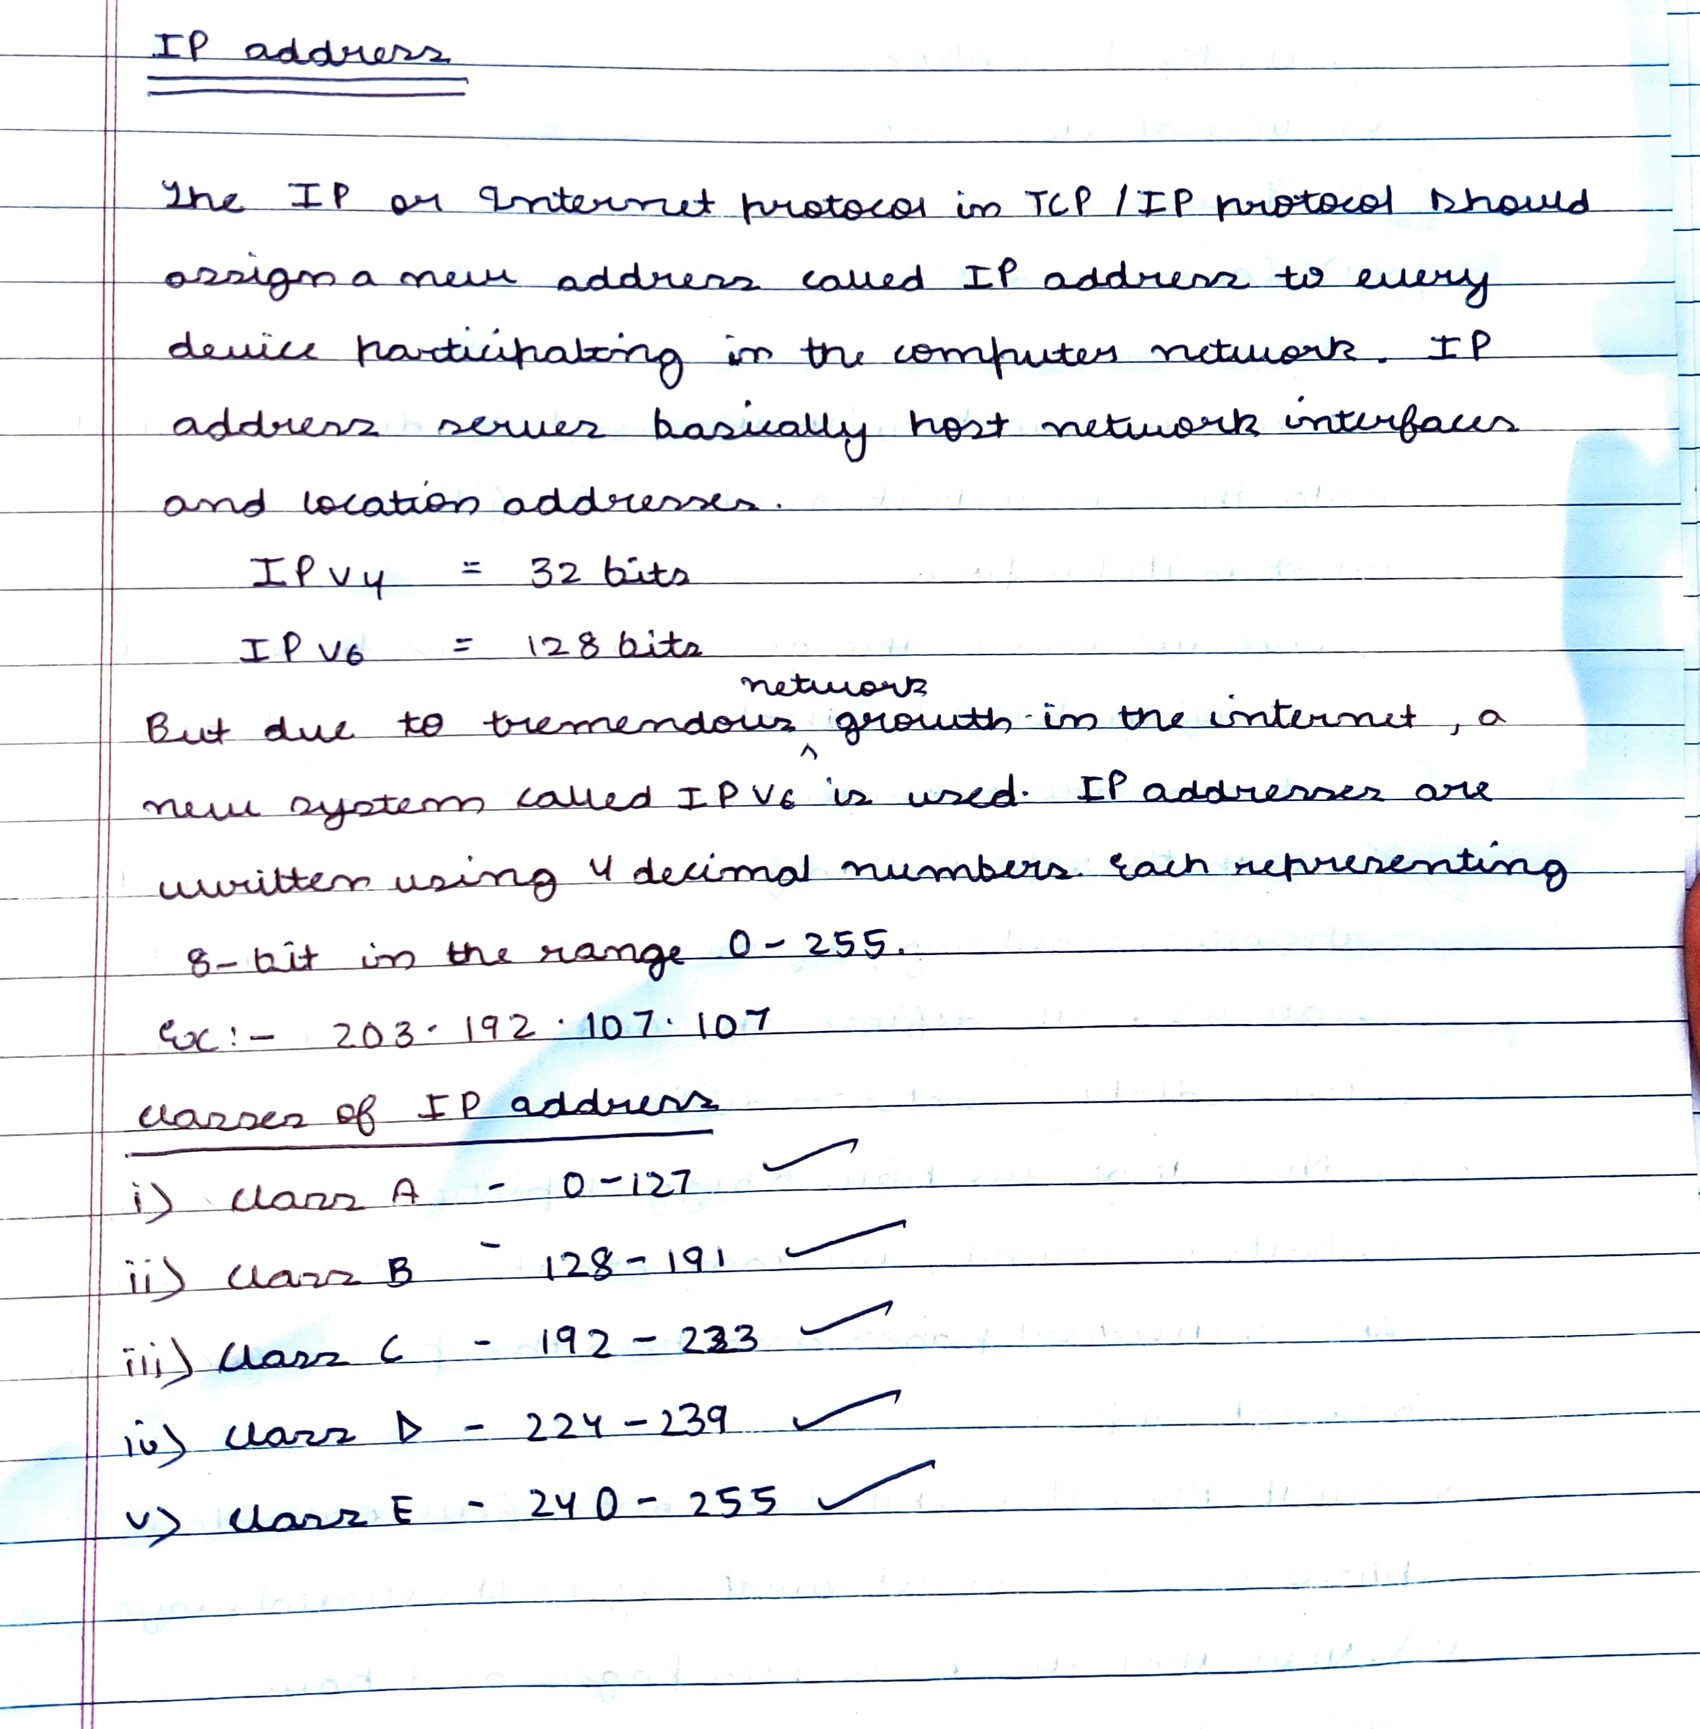 IP address
The IP or Internet protocol in TCP / IP protocol should
assign a new address called IP address to every
device participating in the computer network. IP
address serves basically host network interfaces
and location addresses.
IPV4 = 32 bits
IPV6 = 128 bits
network
But due to tremendous ^ growth in the internet, a
new system called IPV6 is used. IP addresses are
written using 4 decimal numbers. Each representing
8-bit in the range 0-255.
Ex:- 203.192.107.107
classes of IP address
i) class A - 0-127 ✓
ii) class B - 128-191 ✓
iii) class C - 192-223 ✓
iv) class D - 224-239 ✓
v) class E - 240-255 ✓